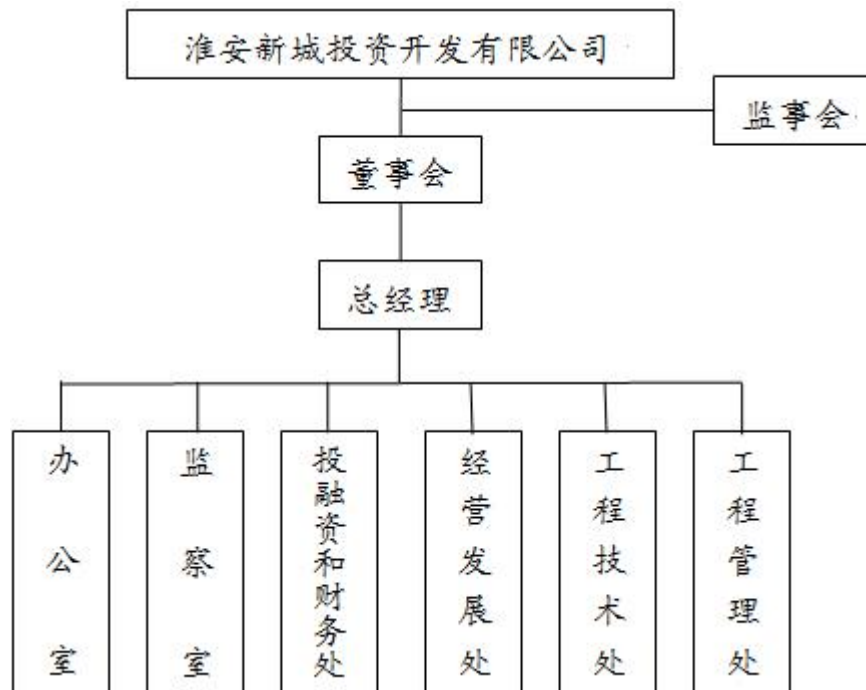 淮安新城投资开发有限公司
监事会
董事会
总经理
办公室
监察室
投融资和财务处
经营发展处
工程技术处
工程管理处